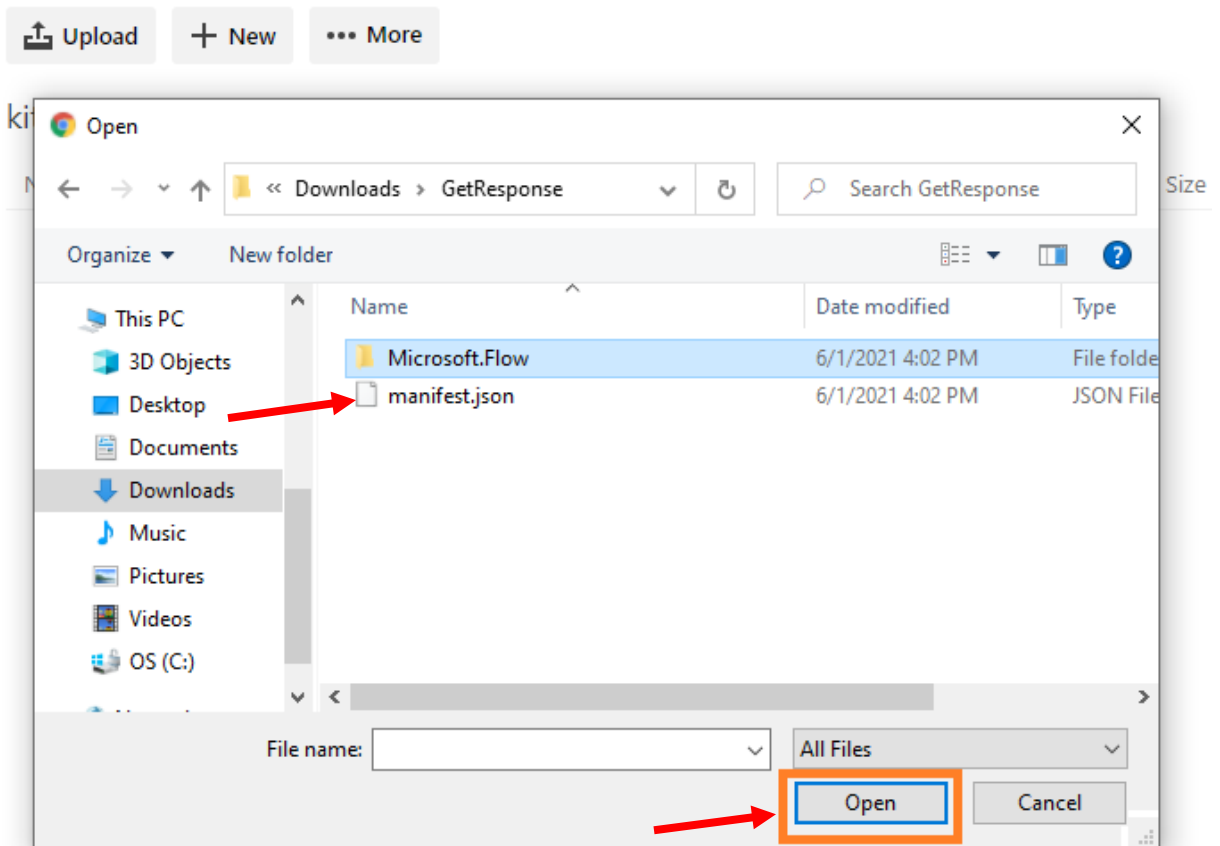 Upload + New ••• More
ki
Open
« Downloads › GetResponse Search GetResponse
Size
Organize New folder
Name Date modified Type
This PC
3D Objects
Desktop
Documents
Downloads
Music
Pictures
Videos
OS (C:)
Microsoft.Flow 6/1/2021 4:02 PM File folde
manifest.json 6/1/2021 4:02 PM JSON File
File name: All Files
Open Cancel